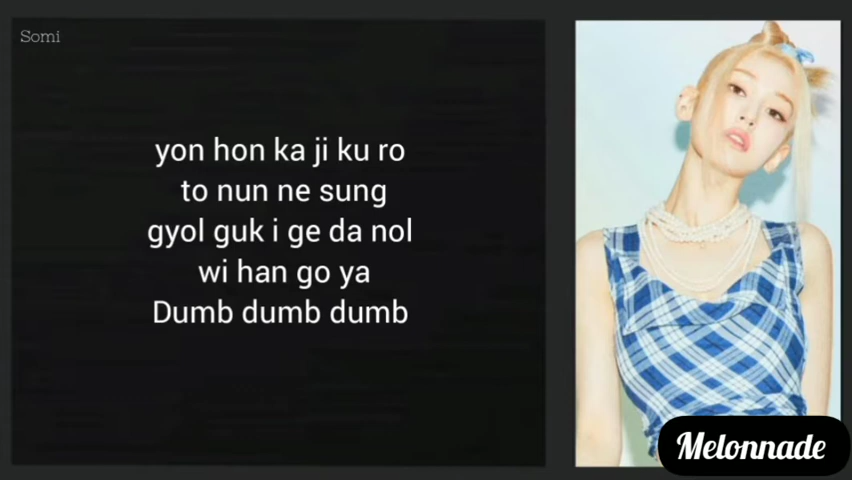 Somi
yon hon ka ji ku ro
to nun ne sung
gyol guk i ge da nol
wi han go ya
Dumb dumb dumb
Melonnade